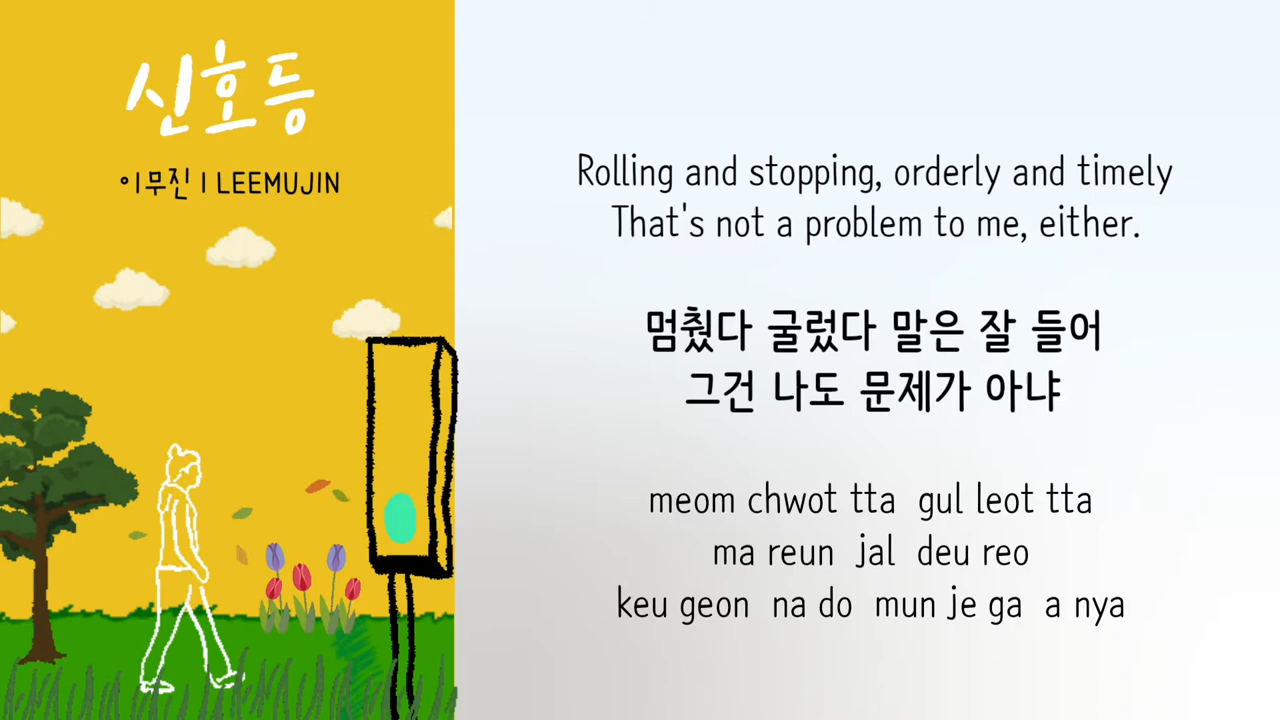 신호등
이무진 | LEEMUJIN
Rolling and stopping, orderly and timely
That's not a problem to me, either.
멈췄다 굴렀다 말은 잘 들어
그건 나도 문제가 아냐
meom chwot tta gul leot tta
ma reun jal deu reo
keu geon na do mun je ga a nya